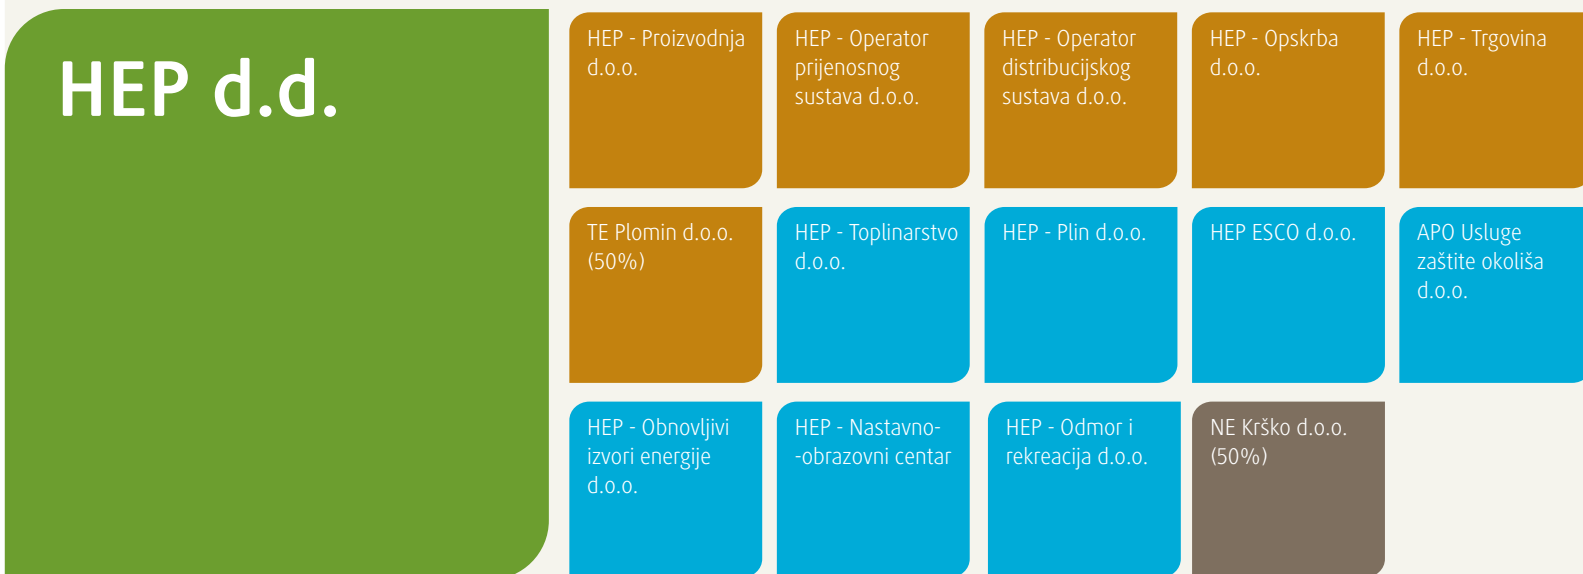 HEP d.d.
HEP - Proizvodnja
d.o.o.
HEP - Operator
prijenosnog
sustava d.o.o.
HEP - Operator
distribucijskog
sustava d.o.o.
HEP - Opskrba
d.o.o.
HEP - Trgovina
d.o.o.
TE Plomin d.o.o.
(50%)
HEP - Toplinarstvo
d.o.o.
HEP - Plin d.o.o.
HEP ESCO d.o.o.
APO Usluge
zaštite okoliša
d.o.o.
HEP - Obnovljivi
izvori energije
d.o.o.
HEP - Nastavno-
-obrazovni centar
HEP - Odmor i
rekreacija d.o.o.
NE Krško d.o.o.
(50%)